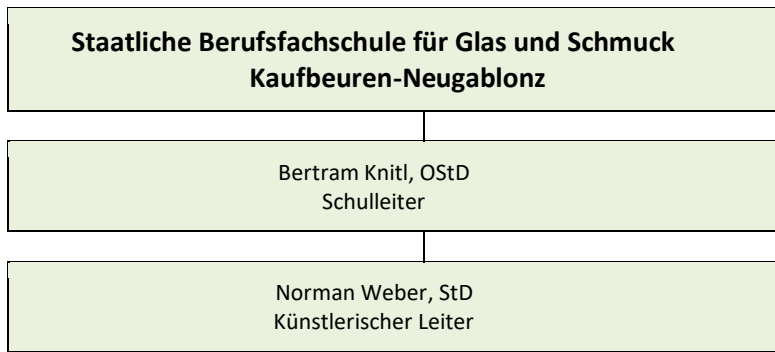 Staatliche Berufsfachschule für Glas und Schmuck
Kaufbeuren-Neugablonz
Bertram Knitl, OStD
Schulleiter
Norman Weber, StD
Künstlerischer Leiter